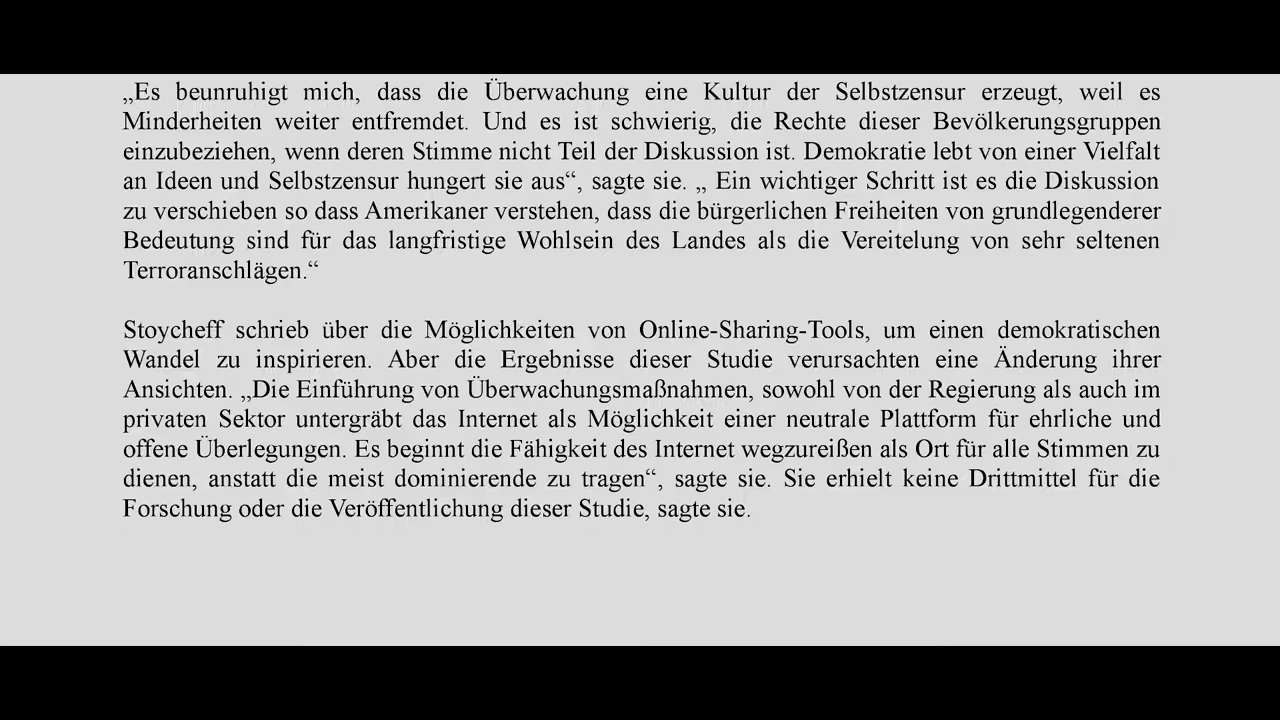 „Es beunruhigt mich, dass die Überwachung eine Kultur der Selbstzensur erzeugt, weil es
Minderheiten weiter entfremdet. Und es ist schwierig, die Rechte dieser Bevölkerungsgruppen
einzubeziehen, wenn deren Stimme nicht Teil der Diskussion ist. Demokratie lebt von einer Vielfalt
an Ideen und Selbstzensur hungert sie aus“, sagte sie. „ Ein wichtiger Schritt ist es die Diskussion
zu verschieben so dass Amerikaner verstehen, dass die bürgerlichen Freiheiten von grundlegenderer
Bedeutung sind für das langfristige Wohlsein des Landes als die Vereitelung von sehr seltenen
Terroranschlägen.“
Stoycheff schrieb über die Möglichkeiten von Online-Sharing-Tools, um einen demokratischen
Wandel zu inspirieren. Aber die Ergebnisse dieser Studie verursachten eine Änderung ihrer
Ansichten. „Die Einführung von Überwachungsmaßnahmen, sowohl von der Regierung als auch im
privaten Sektor untergräbt das Internet als Möglichkeit einer neutrale Plattform für ehrliche und
offene Überlegungen. Es beginnt die Fähigkeit des Internet wegzureißen als Ort für alle Stimmen zu
dienen, anstatt die meist dominierende zu tragen“, sagte sie. Sie erhielt keine Drittmittel für die
Forschung oder die Veröffentlichung dieser Studie, sagte sie.